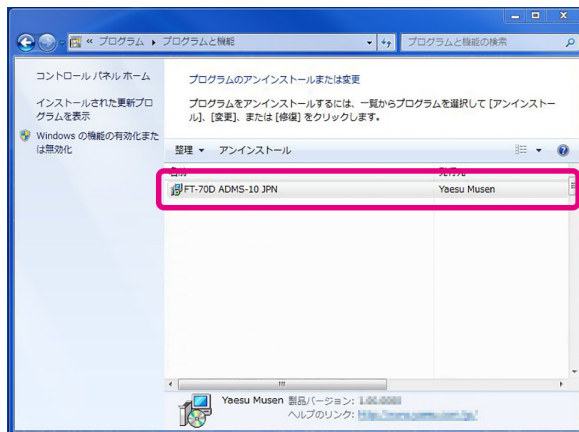 « プログラム ▸ プログラムと機能
プログラムと機能の検索
コントロール パネル ホーム
インストールされた更新プロ
グラムを表示
Windows の機能の有効化また
は無効化
プログラムのアンインストールまたは変更
プログラムをアンインストールするには、一覧からプログラムを選択して [アンインストー
ル]、[変更]、または [修復] をクリックします。
整理 ▼ アンインストール
FT-70D ADMS-10 JPN Yaesu Musen
Yaesu Musen 製品バージョン:
ヘルプのリンク: